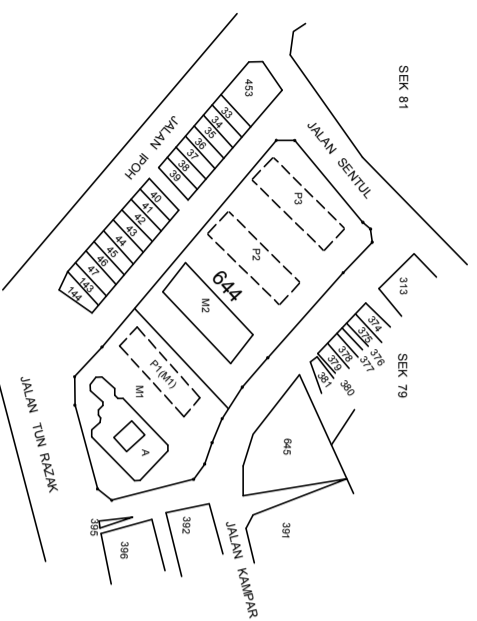 SEK 81
453
33
34
35
36
37
38
39
JALAN IPOH
40
41
42
43
44
45
46
47
143
144
JALAN SENTUL
P3
P2
644
M2
P1(M1)
M1
A
313
374
375
376
377
378
379
380
381
SEK 79
645
391
JALAN KAMPAR
392
395
396
JALAN TUN RAZAK